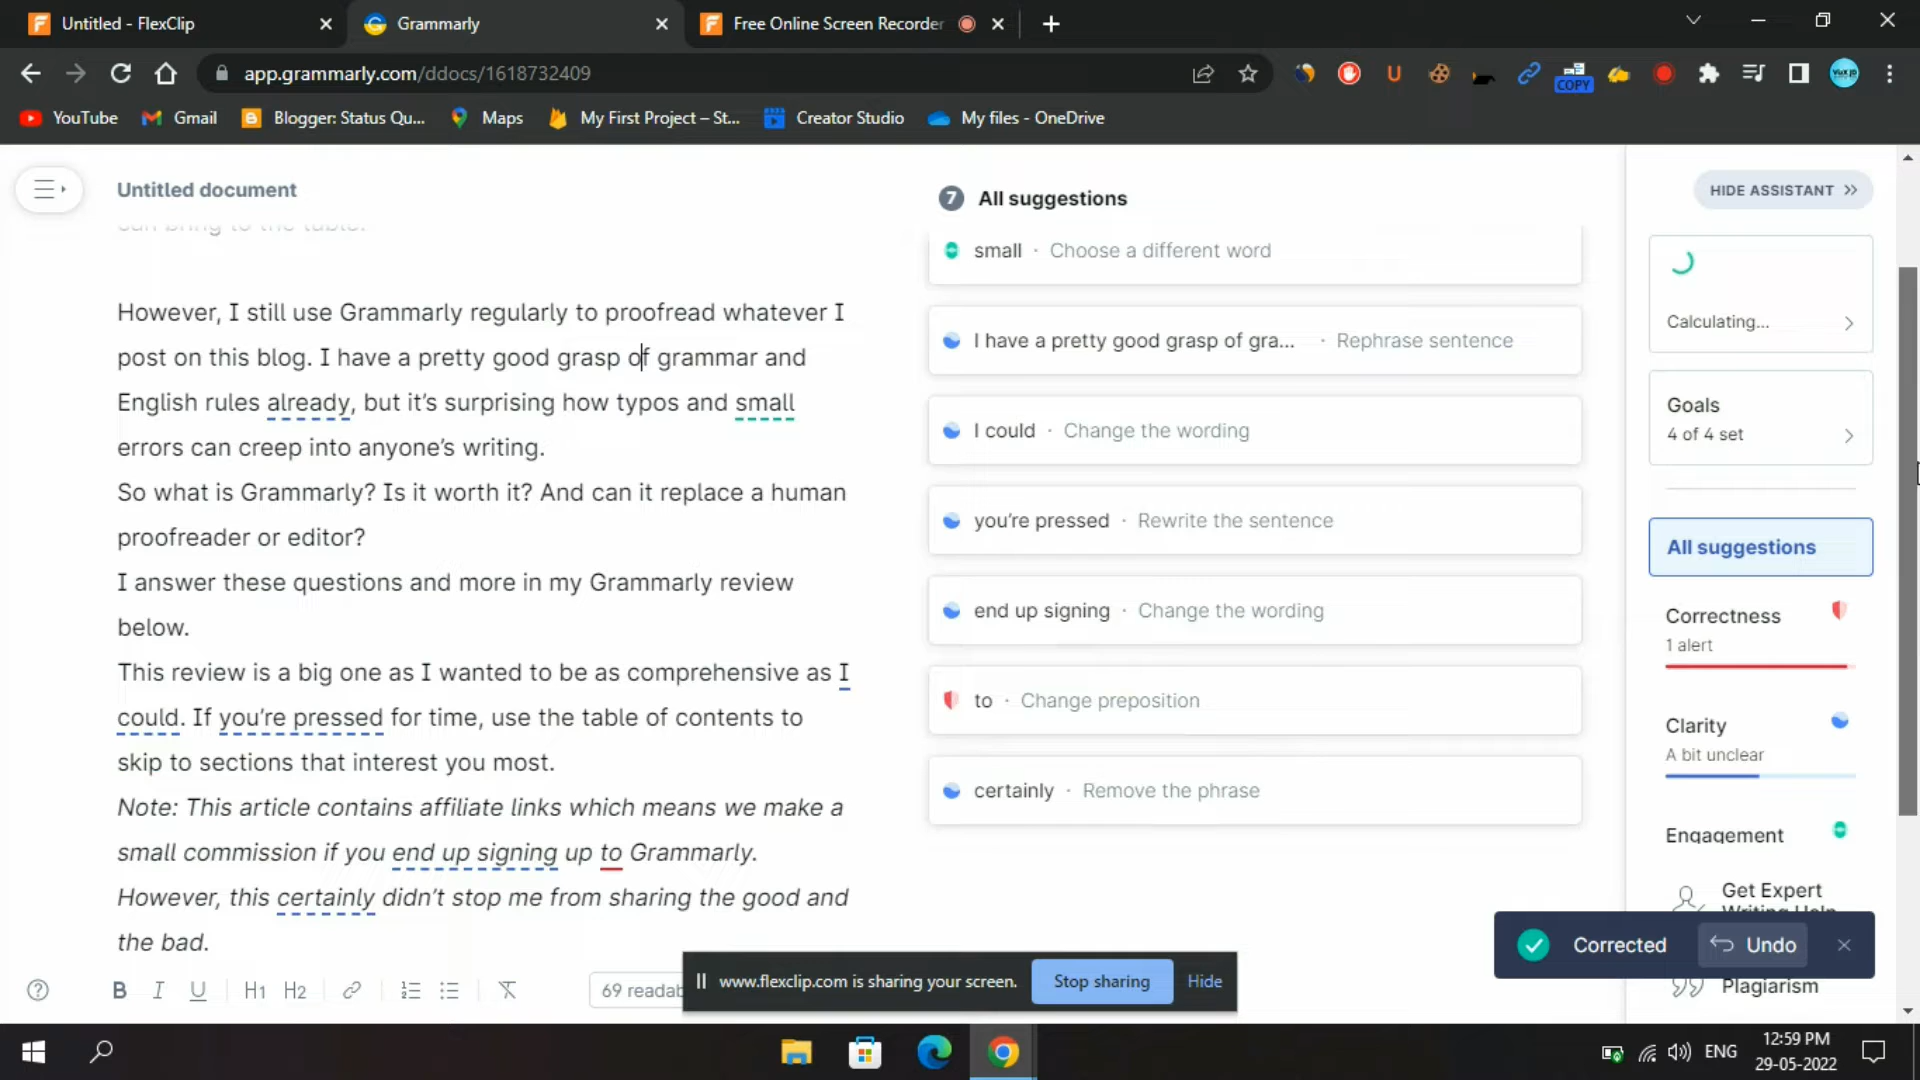 Untitled - FlexClip
Grammarly
Free Online Screen Recorder
app.grammarly.com/ddocs/1618732409
U
COPY
YouTube
Gmail
Blogger: Status Qu...
Maps
My First Project – St...
Creator Studio
My files - OneDrive
Untitled document
can bring to the table.
However, I still use Grammarly regularly to proofread whatever I
post on this blog. I have a pretty good grasp of grammar and
English rules already, but it's surprising how typos and small
errors can creep into anyone's writing.
So what is Grammarly? Is it worth it? And can it replace a human
proofreader or editor?
I answer these questions and more in my Grammarly review
below.
This review is a big one as I wanted to be as comprehensive as I
could. If you're pressed for time, use the table of contents to
skip to sections that interest you most.
Note: This article contains affiliate links which means we make a
small commission if you end up signing up to Grammarly.
However, this certainly didn't stop me from sharing the good and
the bad.
B I U H1 H2
69 readab
7 All suggestions
small · Choose a different word
I have a pretty good grasp of gra... · Rephrase sentence
I could · Change the wording
you're pressed · Rewrite the sentence
end up signing · Change the wording
to · Change preposition
certainly · Remove the phrase
HIDE ASSISTANT
Calculating...
Goals
4 of 4 set
All suggestions
Correctness
1 alert
Clarity
A bit unclear
Engagement
Get Expert
Writing Help
Corrected
Undo
Plagiarism
www.flexclip.com is sharing your screen.
Stop sharing
Hide
ENG
12:59 PM
29-05-2022